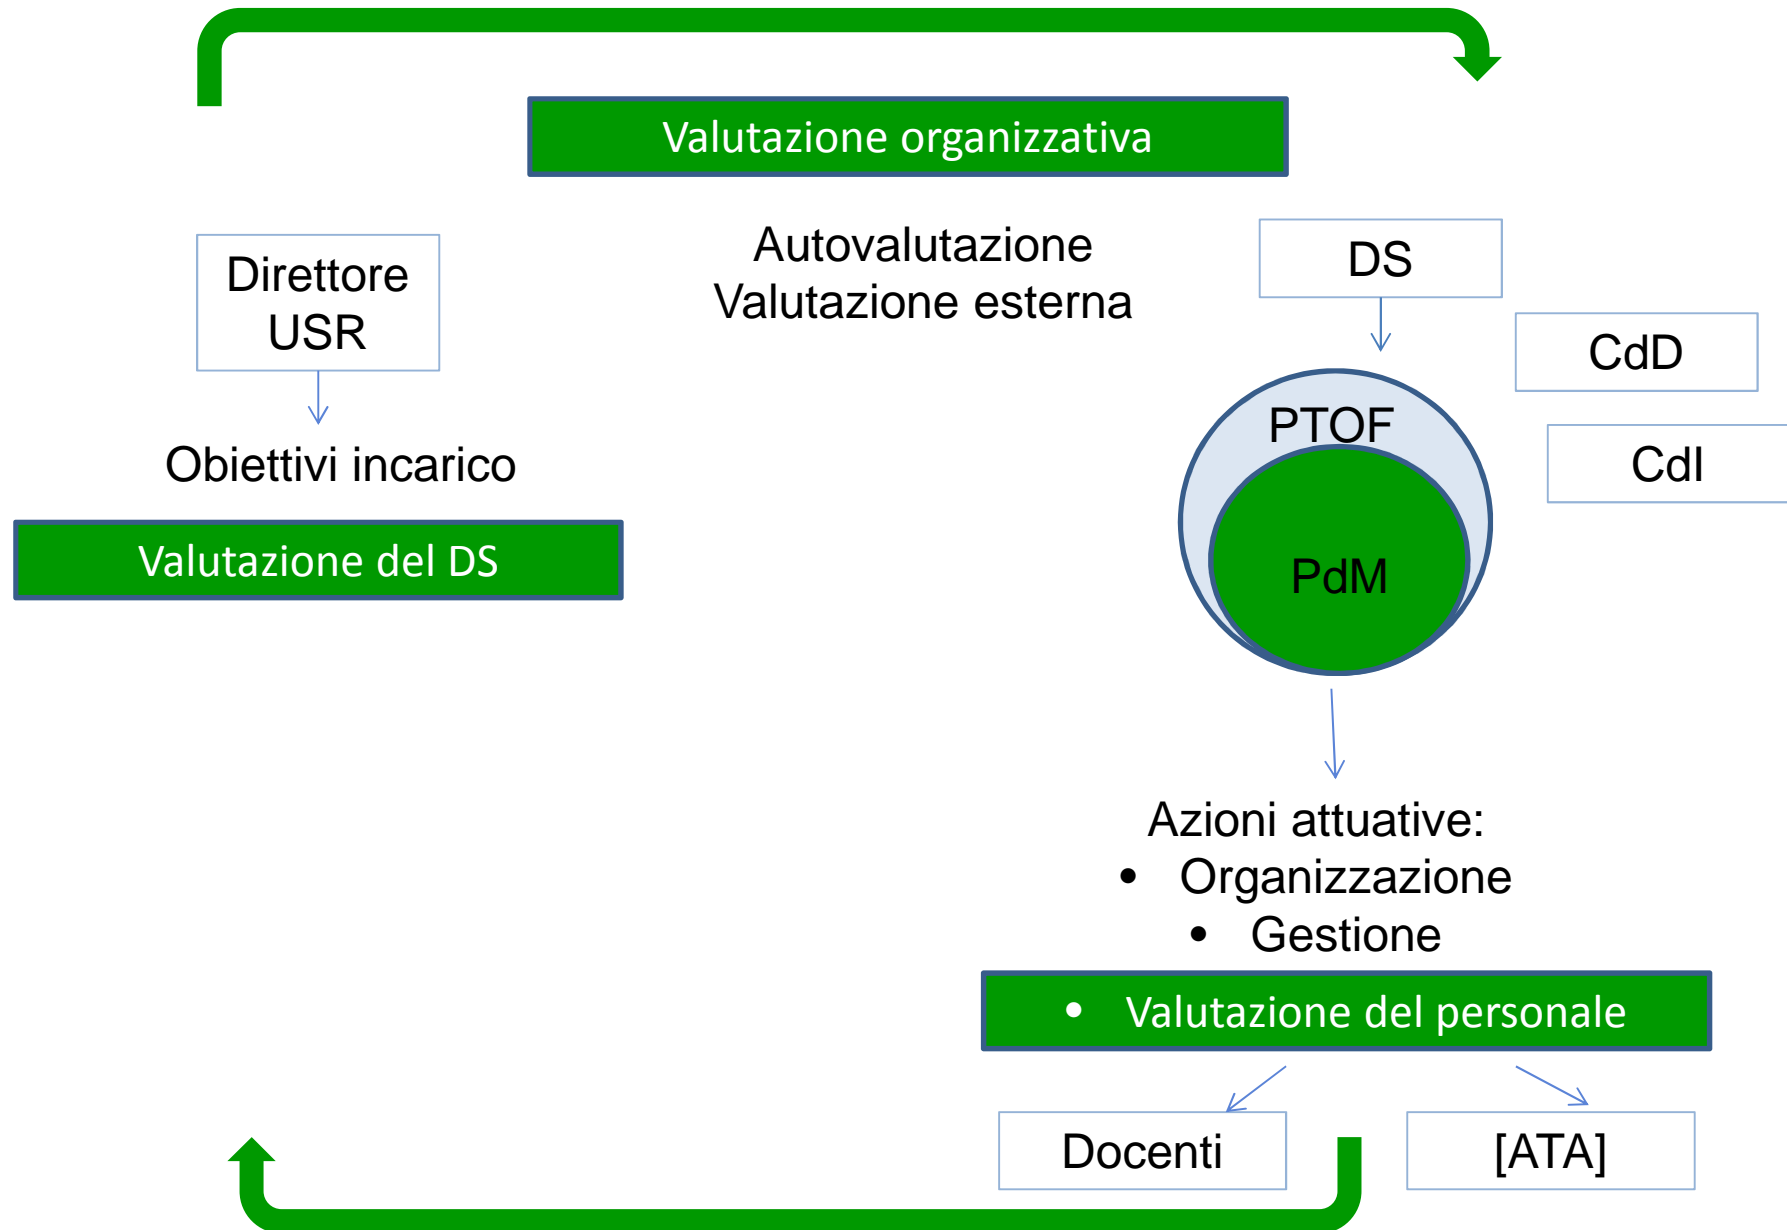 Valutazione organizzativa
Direttore
USR
Obiettivi incarico
Valutazione del DS
Autovalutazione
Valutazione esterna
DS
CdD
CdI
PTOF
PdM
Azioni attuative:
• Organizzazione
• Gestione
• Valutazione del personale
Docenti
[ATA]